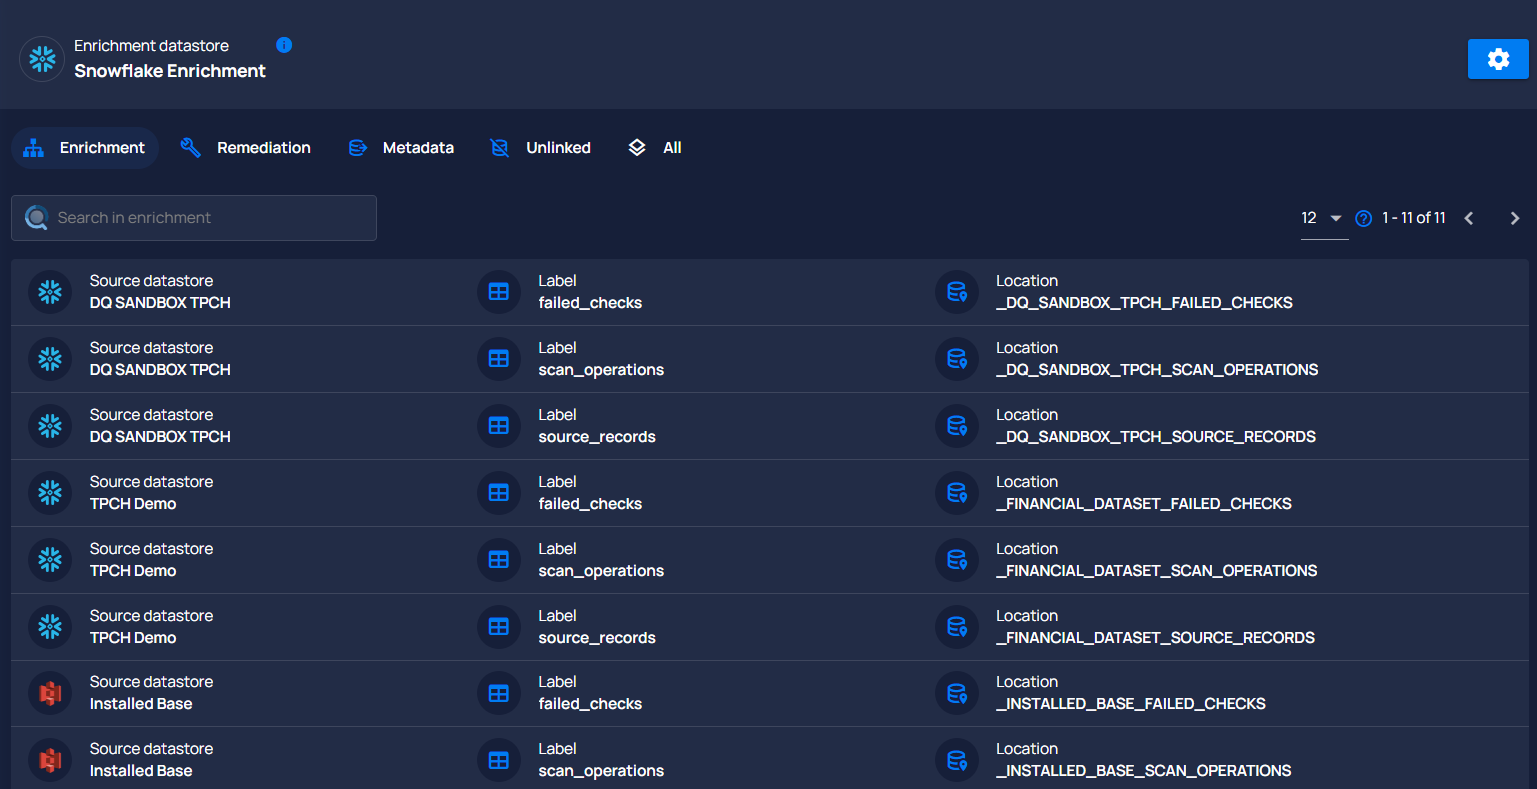 Enrichment datastore
Snowflake Enrichment
Enrichment Remediation Metadata Unlinked All
Search in enrichment 12 1 - 11 of 11
Source datastore Label Location
DQ SANDBOX TPCH failed_checks _DQ_SANDBOX_TPCH_FAILED_CHECKS
Source datastore Label Location
DQ SANDBOX TPCH scan_operations _DQ_SANDBOX_TPCH_SCAN_OPERATIONS
Source datastore Label Location
DQ SANDBOX TPCH source_records _DQ_SANDBOX_TPCH_SOURCE_RECORDS
Source datastore Label Location
TPCH Demo failed_checks _FINANCIAL_DATASET_FAILED_CHECKS
Source datastore Label Location
TPCH Demo scan_operations _FINANCIAL_DATASET_SCAN_OPERATIONS
Source datastore Label Location
TPCH Demo source_records _FINANCIAL_DATASET_SOURCE_RECORDS
Source datastore Label Location
Installed Base failed_checks _INSTALLED_BASE_FAILED_CHECKS
Source datastore Label Location
Installed Base scan_operations _INSTALLED_BASE_SCAN_OPERATIONS